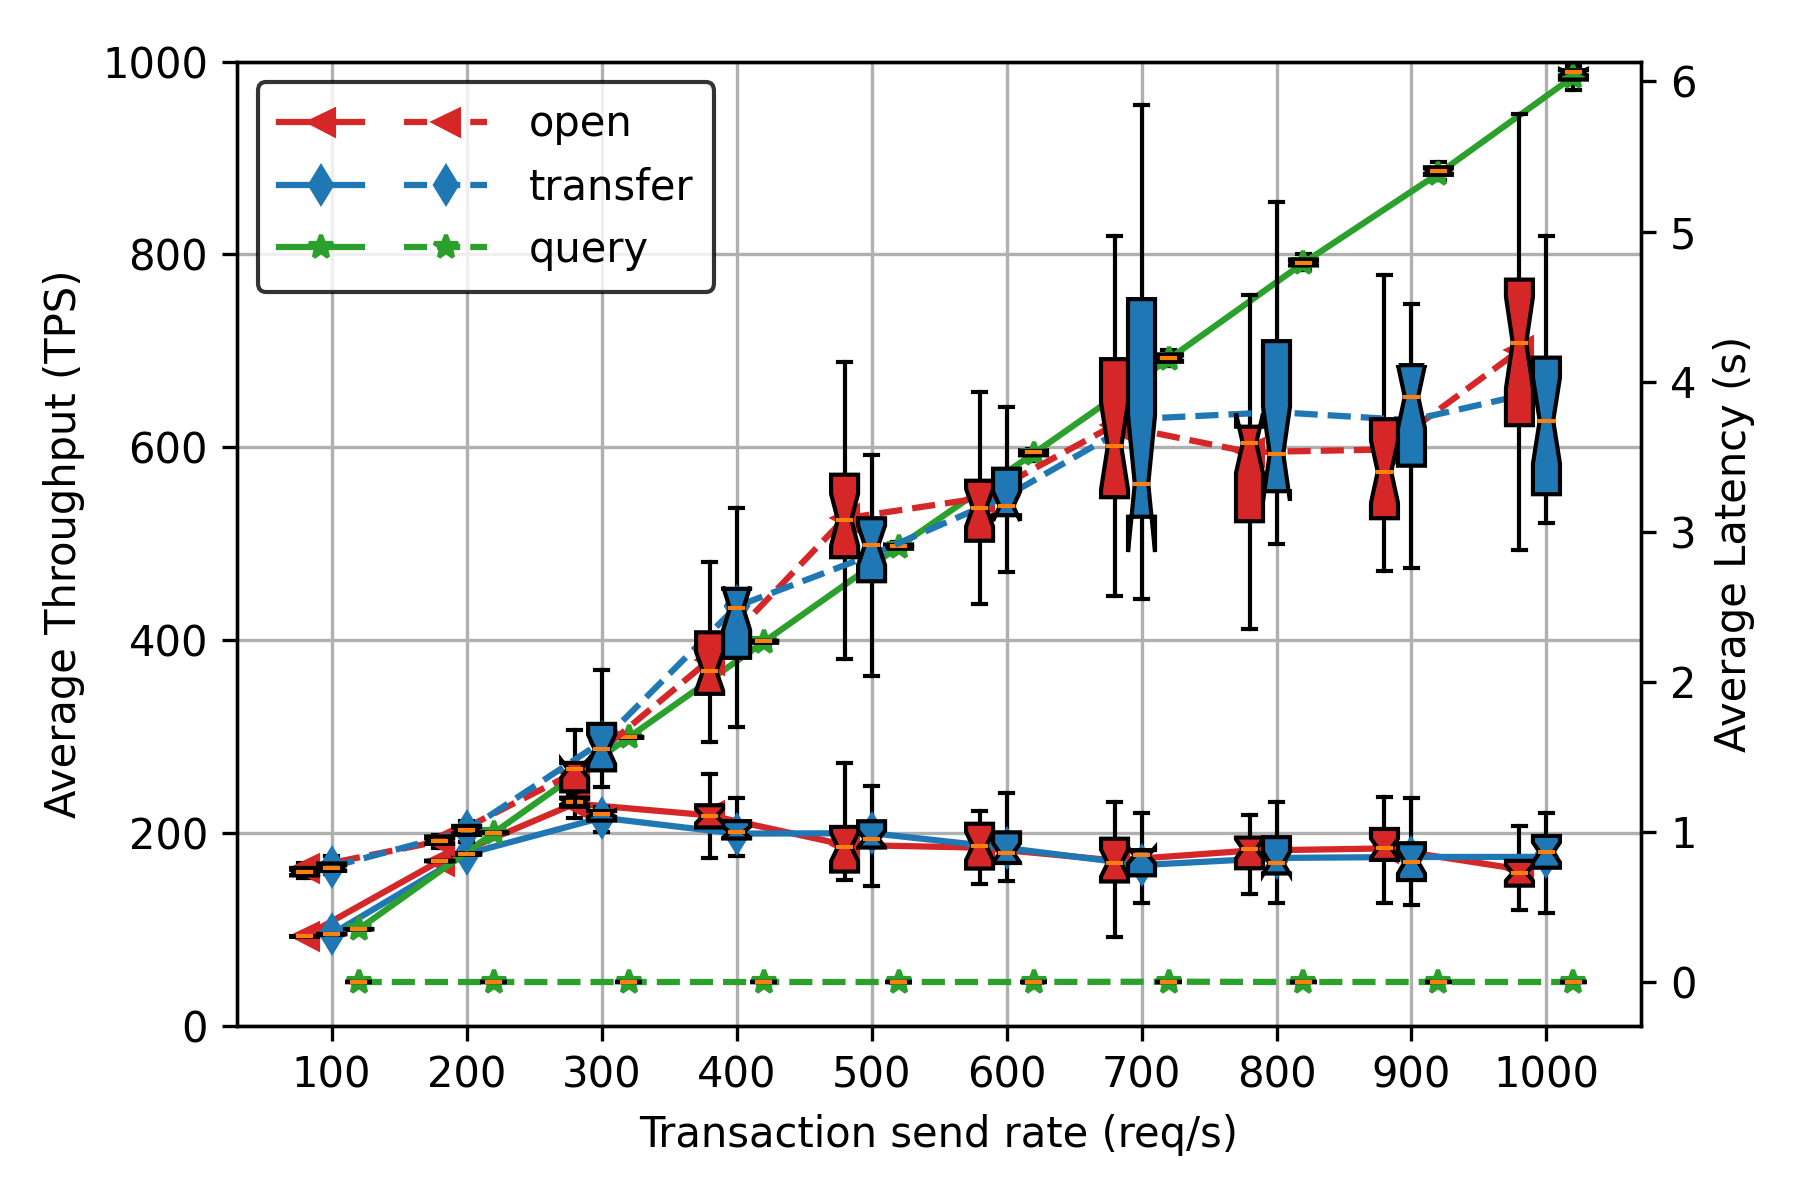 1000
800
600
400
200
0
Average Throughput (TPS)
open
transfer
query
6
5
4
3
2
1
0
Average Latency (s)
100 200 300 400 500 600 700 800 900 1000
Transaction send rate (req/s)